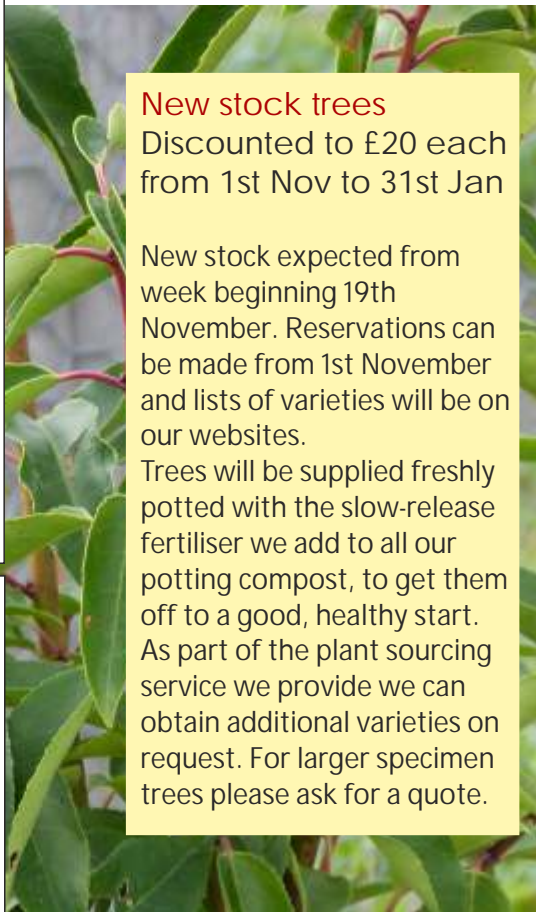 New stock trees
Discounted to £20 each
from 1st Nov to 31st Jan
New stock expected from
week beginning 19th
November. Reservations can
be made from 1st November
and lists of varieties will be on
our websites.
Trees will be supplied freshly
potted with the slow-release
fertiliser we add to all our
potting compost, to get them
off to a good, healthy start.
As part of the plant sourcing
service we provide we can
obtain additional varieties on
request. For larger specimen
trees please ask for a quote.